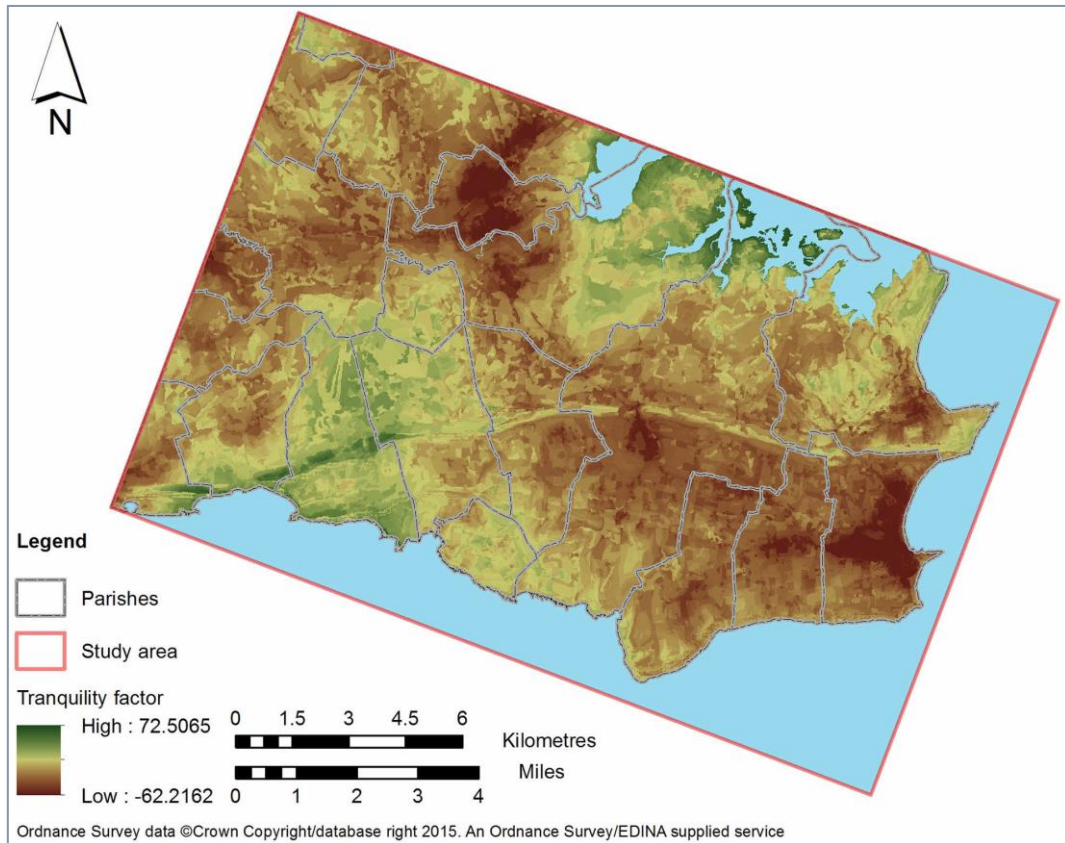 N
Legend
Parishes
Study area
Tranquility factor
High : 72.5065
Low : -62.2162
0 1.5 3 4.5 6
Kilometres
Miles
0 1 2 3 4
Ordnance Survey data ©Crown Copyright/database right 2015. An Ordnance Survey/EDINA supplied service